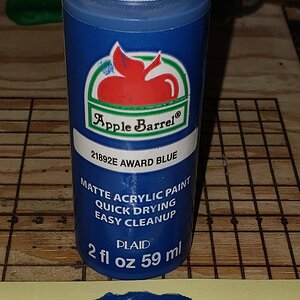 Apple Barrel®
21892E AWARD BLUE
MATTE ACRYLIC PAINT
QUICK DRYING
EASY CLEANUP
PLAID®
2 fl oz 59 ml